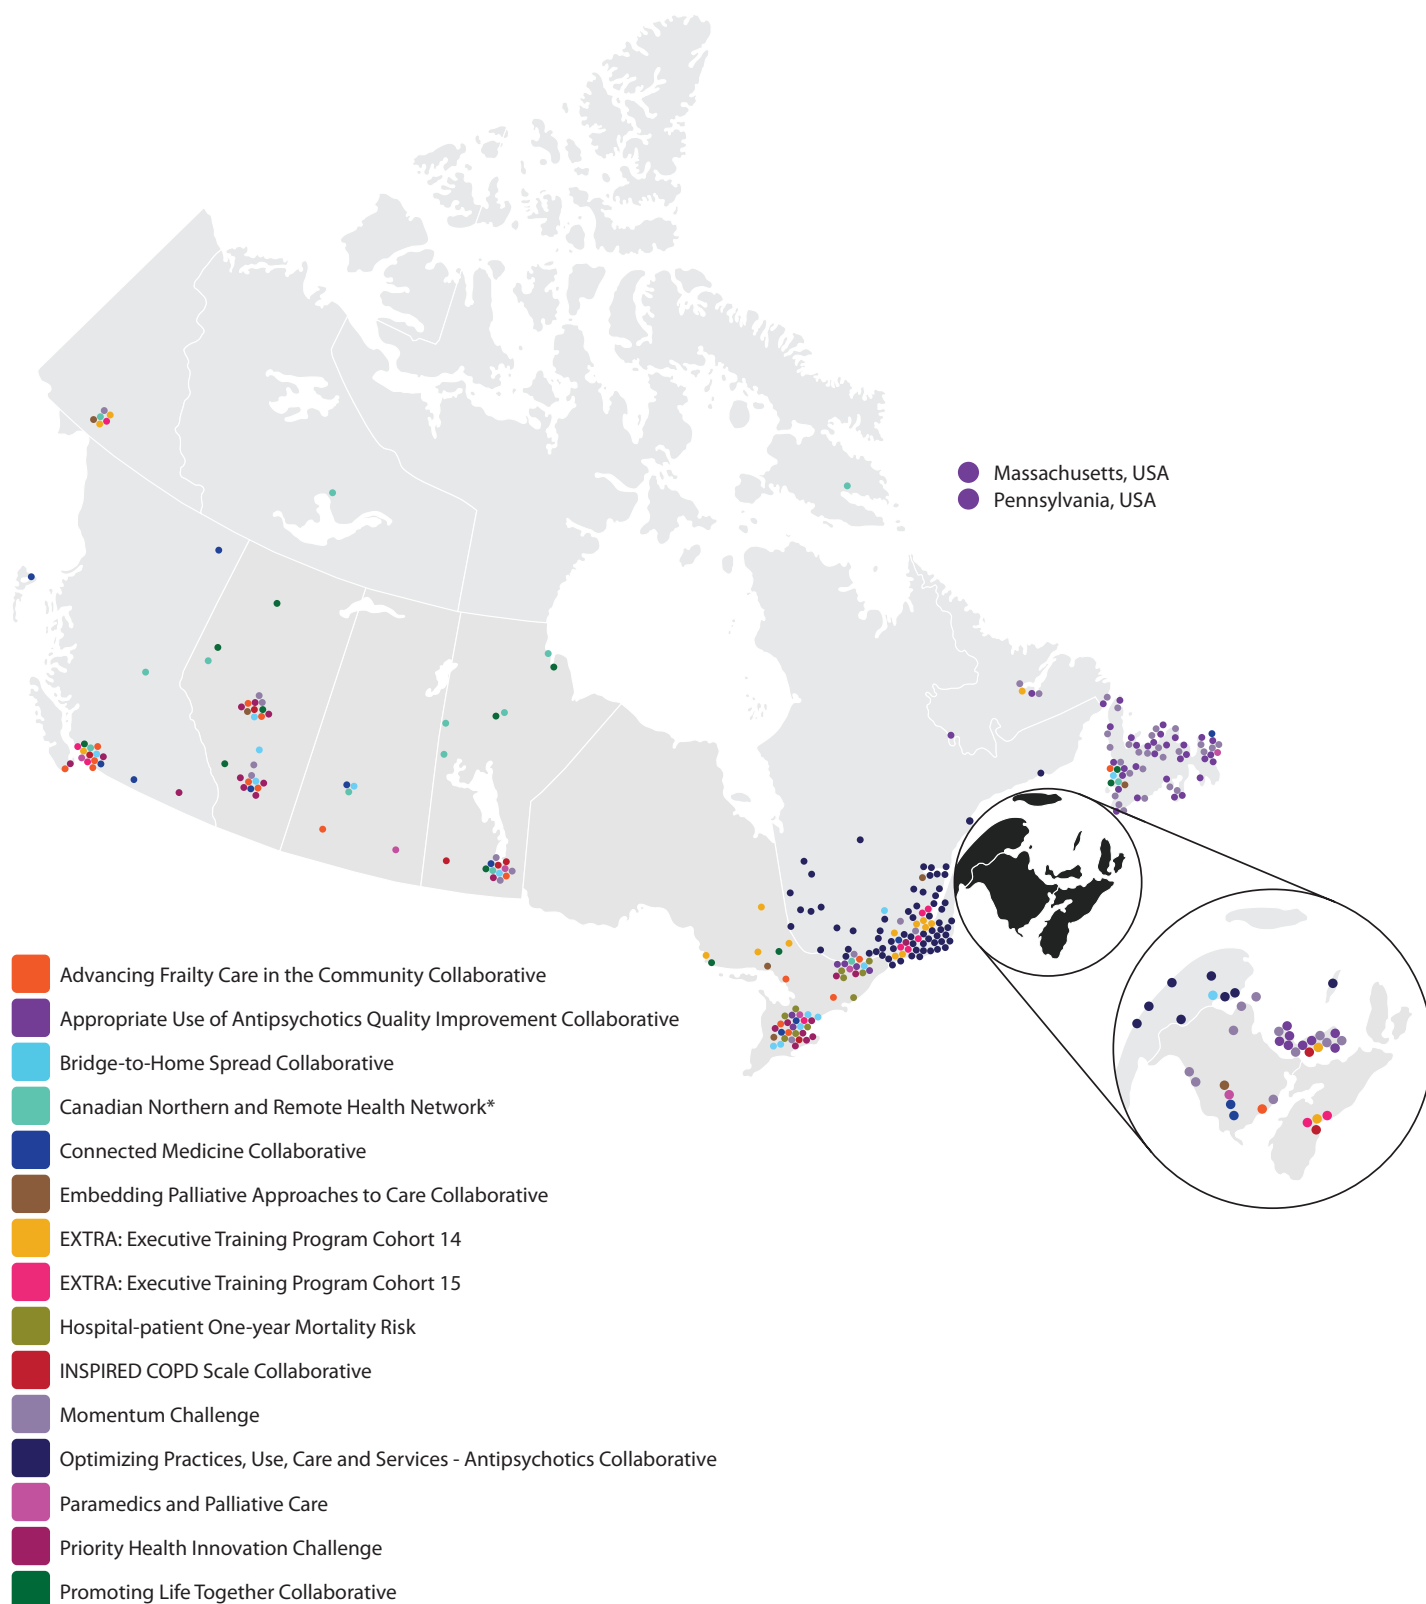 Massachusetts, USA
Pennsylvania, USA
Advancing Frailty Care in the Community Collaborative
Appropriate Use of Antipsychotics Quality Improvement Collaborative
Bridge-to-Home Spread Collaborative
Canadian Northern and Remote Health Network*
Connected Medicine Collaborative
Embedding Palliative Approaches to Care Collaborative
EXTRA: Executive Training Program Cohort 14
EXTRA: Executive Training Program Cohort 15
Hospital-patient One-year Mortality Risk
INSPIRED COPD Scale Collaborative
Momentum Challenge
Optimizing Practices, Use, Care and Services - Antipsychotics Collaborative
Paramedics and Palliative Care
Priority Health Innovation Challenge
Promoting Life Together Collaborative